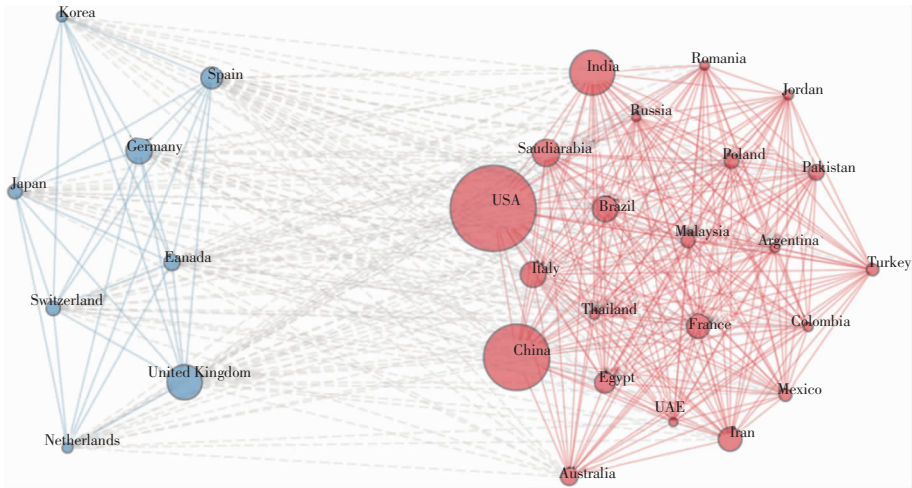 Korea
Spain
Germany
Japan
Eanada
Switzerland
United Kingdom
Netherlands
India
Romania
Jordan
Russia
Saudiarabia
Poland
Pakistan
USA
Brazil
Malaysia
Argentina
Italy
Turkey
Thailand
France
Colombia
China
Egypt
Mexico
UAE
Iran
Australia